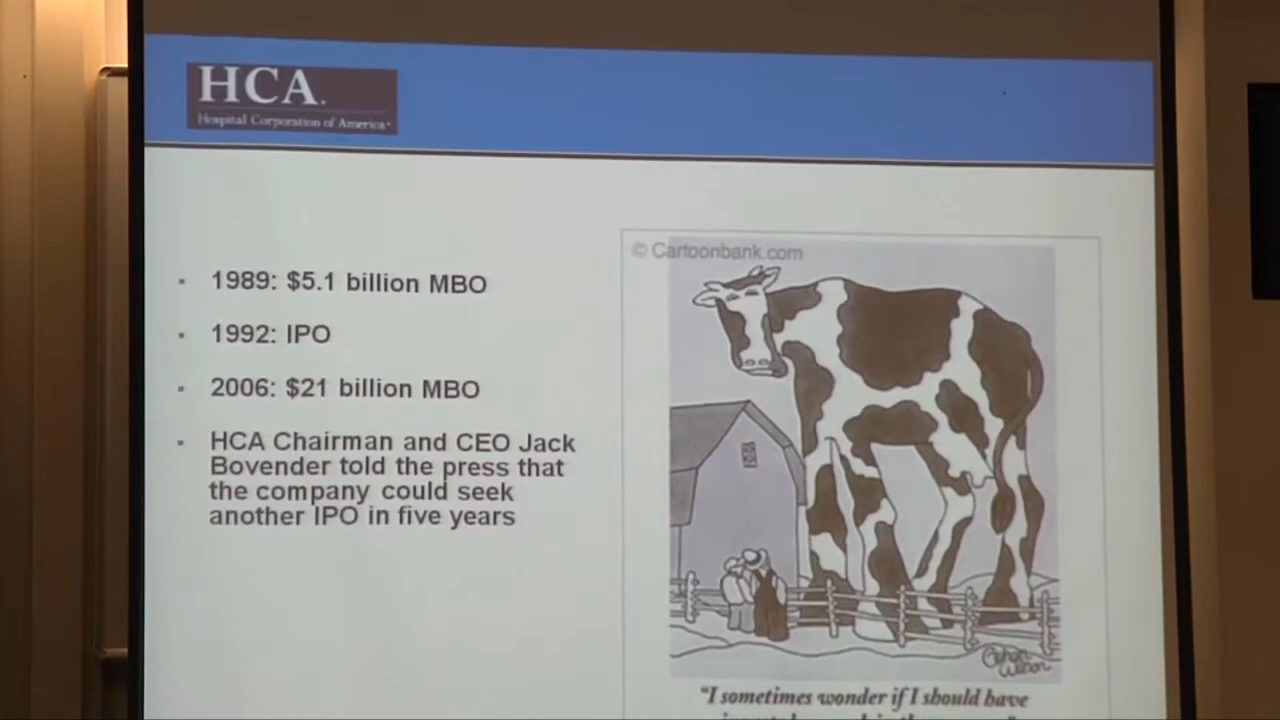 HCA.
Hospital Corporation of America
1989: $5.1 billion MBO
1992: IPO
2006: $21 billion MBO
HCA Chairman and CEO Jack
Bovender told the press that
the company could seek
another IPO in five years
© Cartoonbank.com
Gahan
Wilson
"I sometimes wonder if I should have